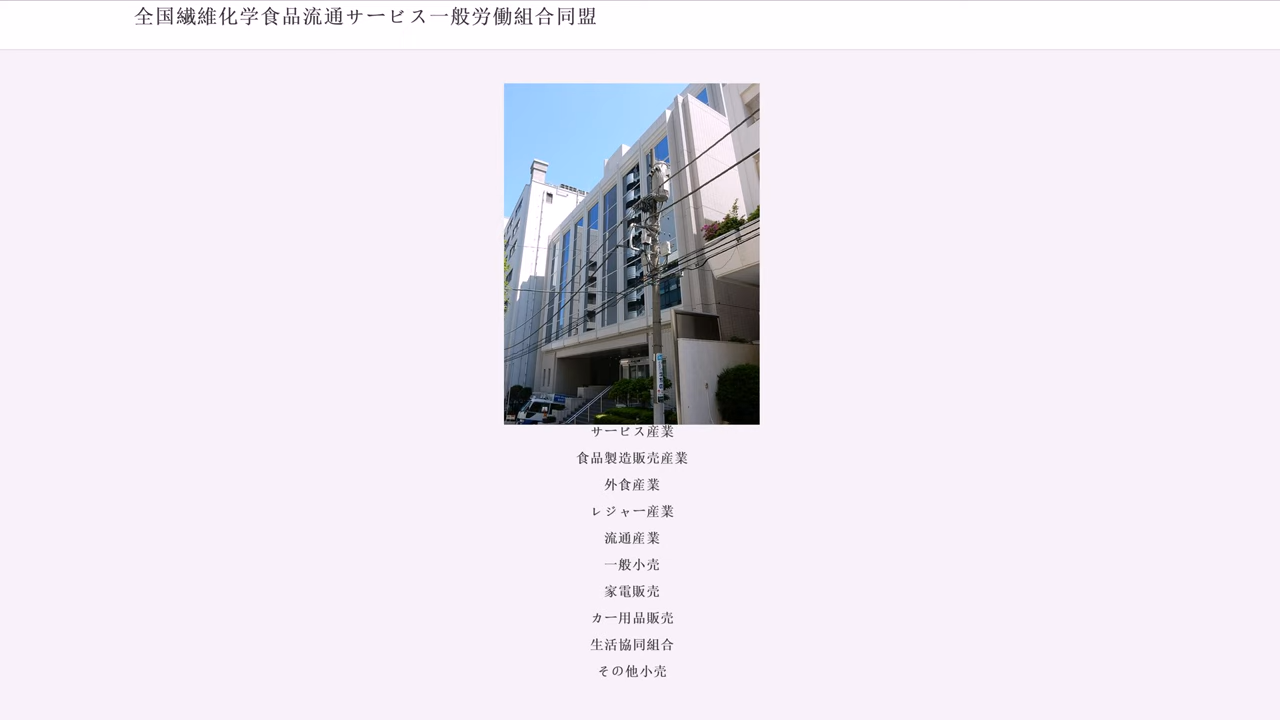 全国繊維化学食品流通サービス一般労働組合同盟
サービス産業
食品製造販売産業
外食産業
レジャー産業
流通産業
一般小売
家電販売
カー用品販売
生活協同組合
その他小売